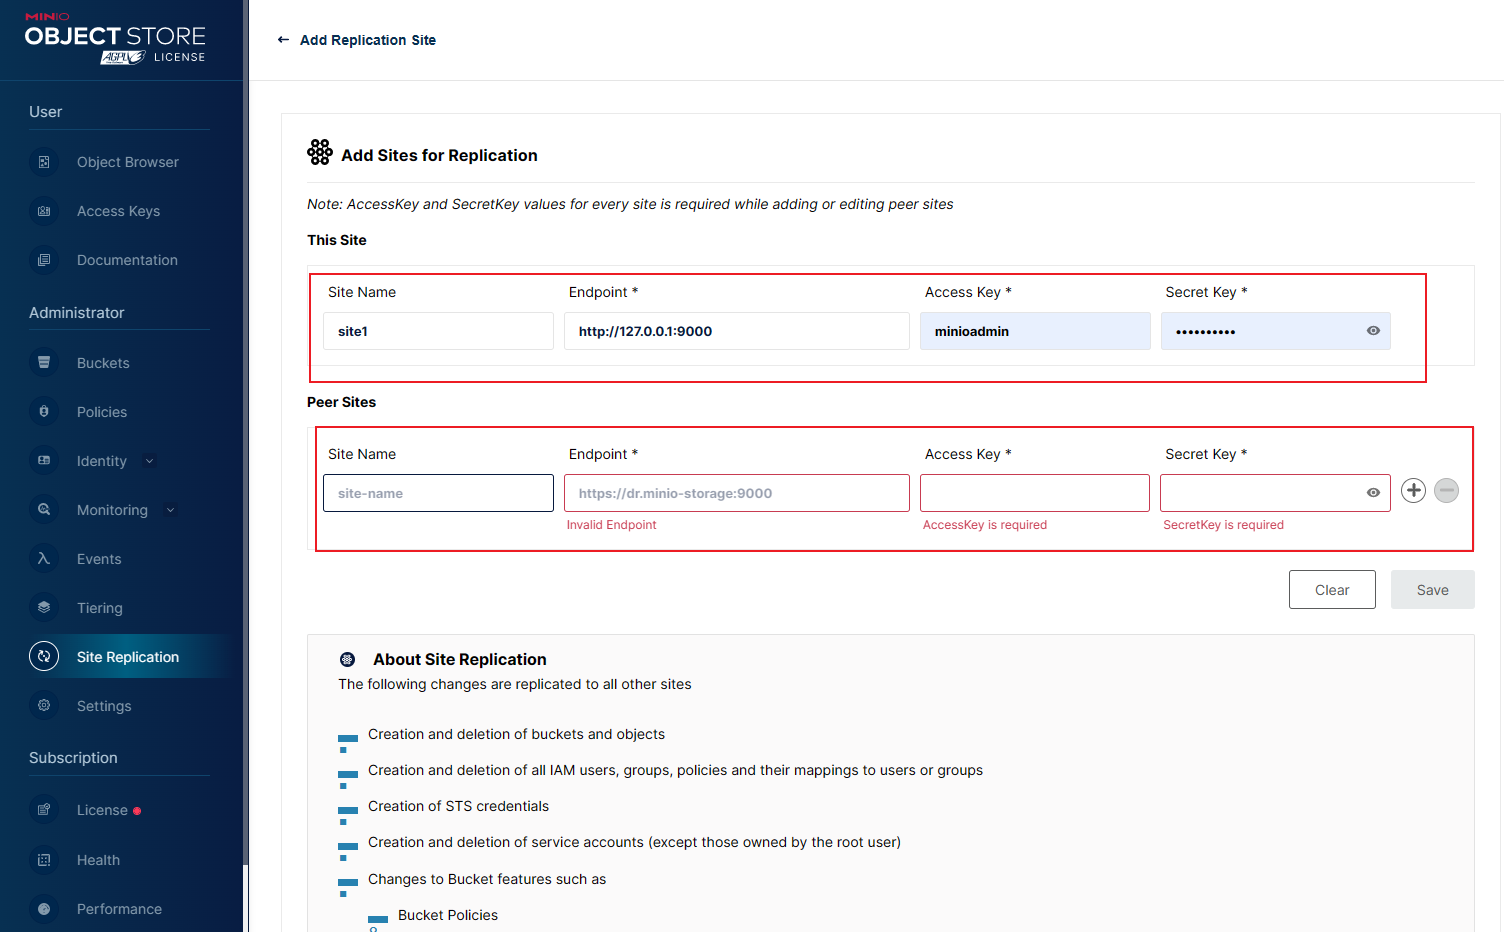 MINIO
OBJECT STORE
AGPLv3 LICENSE
User
Object Browser
Access Keys
Documentation
Administrator
Buckets
Policies
Identity
Monitoring
Events
Tiering
Site Replication
Settings
Subscription
License
Health
Performance
← Add Replication Site
Add Sites for Replication
Note: AccessKey and SecretKey values for every site is required while adding or editing peer sites
This Site
Site Name Endpoint * Access Key * Secret Key *
site1 http://127.0.0.1:9000 minioadmin ••••••••••
Peer Sites
Site Name Endpoint * Access Key * Secret Key *
site-name https://dr.minio-storage:9000
Invalid Endpoint AccessKey is required SecretKey is required
Clear Save
About Site Replication
The following changes are replicated to all other sites
Creation and deletion of buckets and objects
Creation and deletion of all IAM users, groups, policies and their mappings to users or groups
Creation of STS credentials
Creation and deletion of service accounts (except those owned by the root user)
Changes to Bucket features such as
Bucket Policies